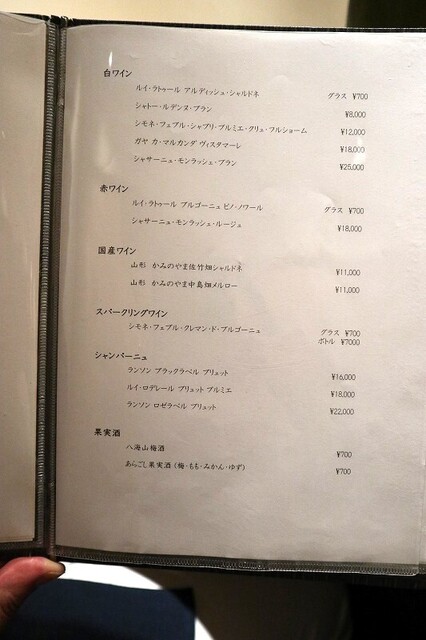 白ワイン
ルイ・ラトゥール アルディッシュ・シャルドネ グラス ¥700
シャトー・ルデンヌ・ブラン ¥8,000
シモネ・フェブル・シャブリ・プルミエ・クリュ・フルショーム ¥12,000
ガヤ カ・マルカンダ ヴィスタマーレ ¥18,000
シャサーニュ・モンラッシェ・ブラン ¥25,000
赤ワイン
ルイ・ラトゥール ブルゴーニュ ピノ・ノワール グラス ¥700
シャサーニュ・モンラッシェ・ルージュ ¥18,000
国産ワイン
山形 かみのやま佐竹畑シャルドネ ¥11,000
山形 かみのやま中島畑メルロー ¥11,000
スパークリングワイン
シモネ・フェブル・クレマン・ド・ブルゴーニュ グラス ¥700
ボトル ¥7000
シャンパーニュ
ランソン ブラックラベル ブリュット ¥16,000
ルイ・ロデレール ブリュット プルミエ ¥18,000
ランソン ロゼラベル ブリュット ¥22,000
果実酒
八海山梅酒 ¥700
あらごし果実酒 (梅・もも・みかん・ゆず) ¥700